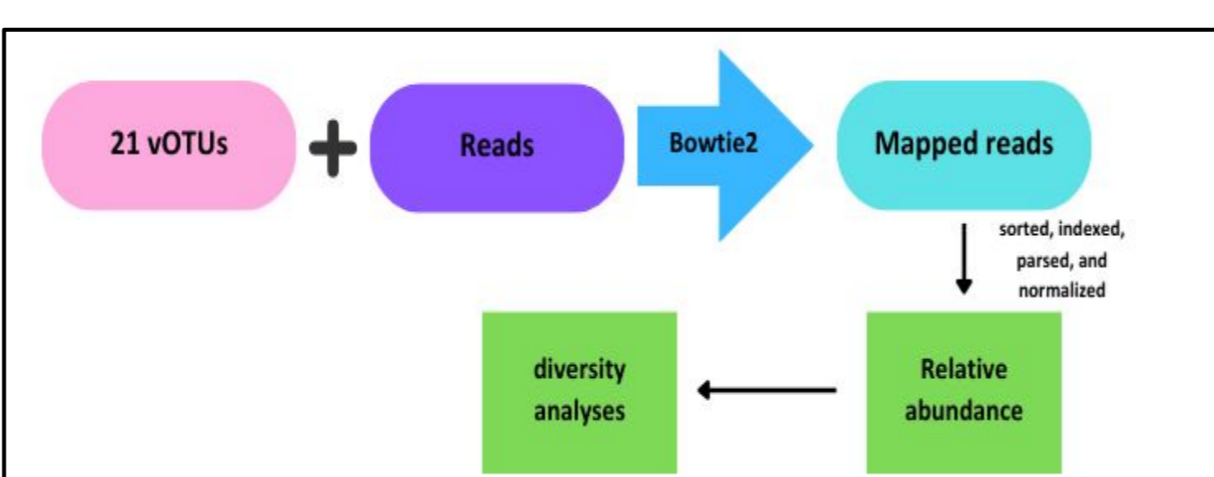 21 vOTUs
+
Reads
Bowtie2
Mapped reads
sorted, indexed,
parsed, and
normalized
Relative
abundance
diversity
analyses